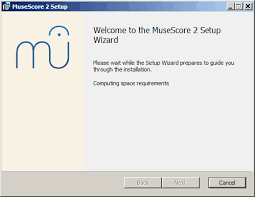 MuseScore 2 Setup
Welcome to the MuseScore 2 Setup
Wizard
Please wait while the Setup Wizard prepares to guide you
through the installation.
Computing space requirements
Back
Next
Cancel